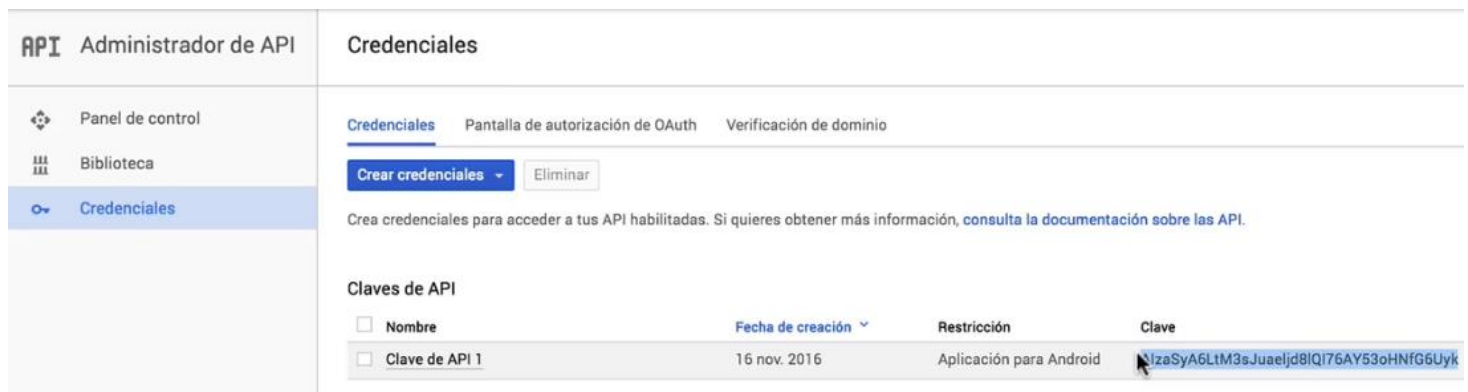 API Administrador de API
Credenciales
Panel de control
Biblioteca
Credenciales
Credenciales Pantalla de autorización de OAuth Verificación de dominio
Crear credenciales Eliminar
Crea credenciales para acceder a tus API habilitadas. Si quieres obtener más información, consulta la documentación sobre las API.
Claves de API
Nombre Fecha de creación Restricción Clave
Clave de API 1 16 nov. 2016 Aplicación para Android